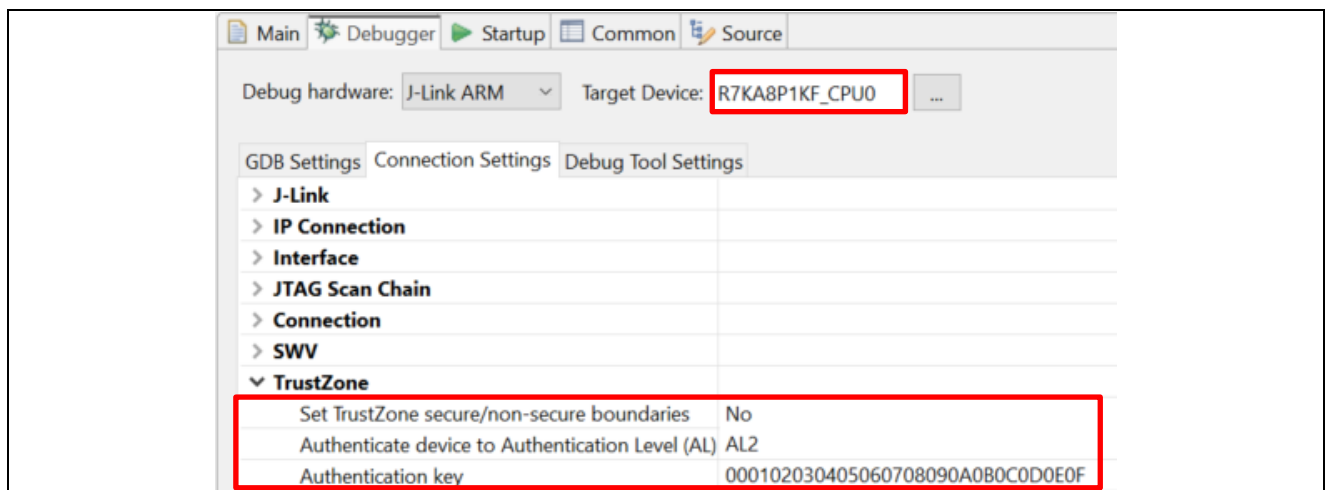 Main Debugger Startup Common Source
Debug hardware: J-Link ARM Target Device: R7KA8P1KF_CPU0 ...
GDB Settings Connection Settings Debug Tool Settings
J-Link
IP Connection
Interface
JTAG Scan Chain
Connection
SWV
TrustZone
Set TrustZone secure/non-secure boundaries No
Authenticate device to Authentication Level (AL) AL2
Authentication key 000102030405060708090A0B0C0D0E0F